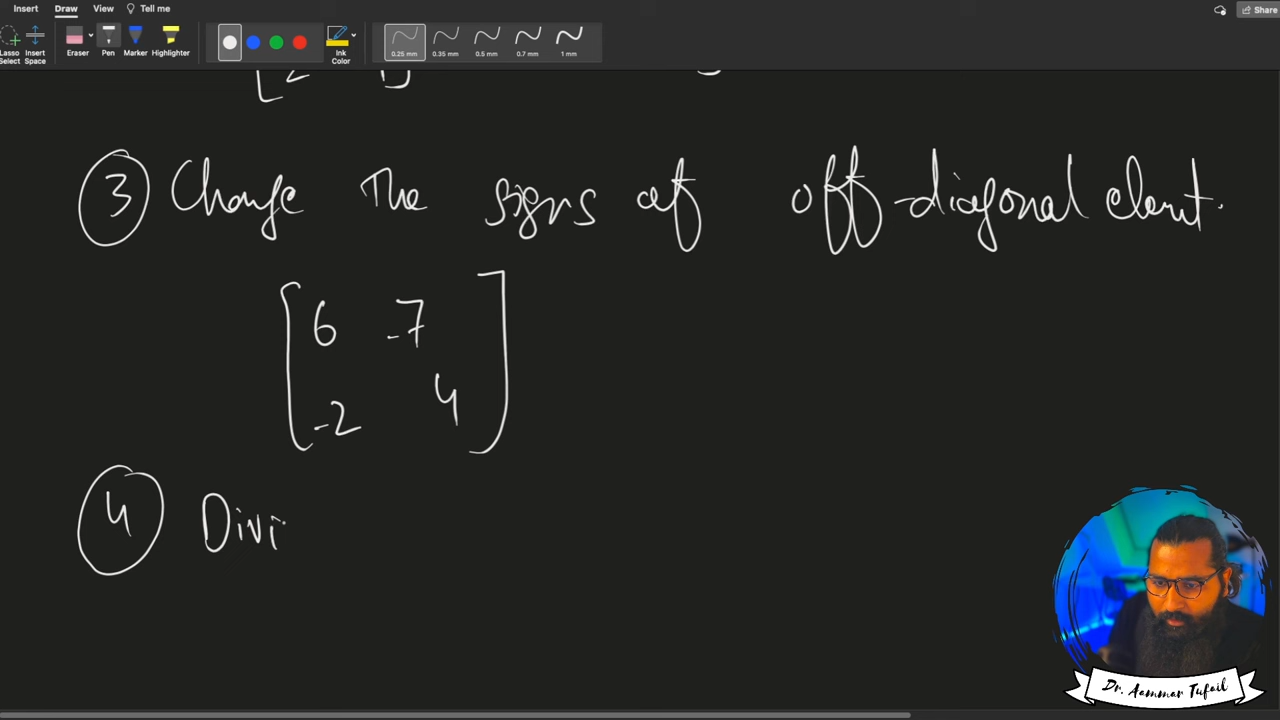 Insert Draw View Tell me Share
Lasso Select Insert Space Eraser Pen Marker Highlighter Ink Color 0.25 mm 0.35 mm 0.5 mm 0.7 mm 1 mm
[2
3 Change The signs of off-diagonal
6 -7
-2 4
4 Divi
Dr. Aammar Tufail